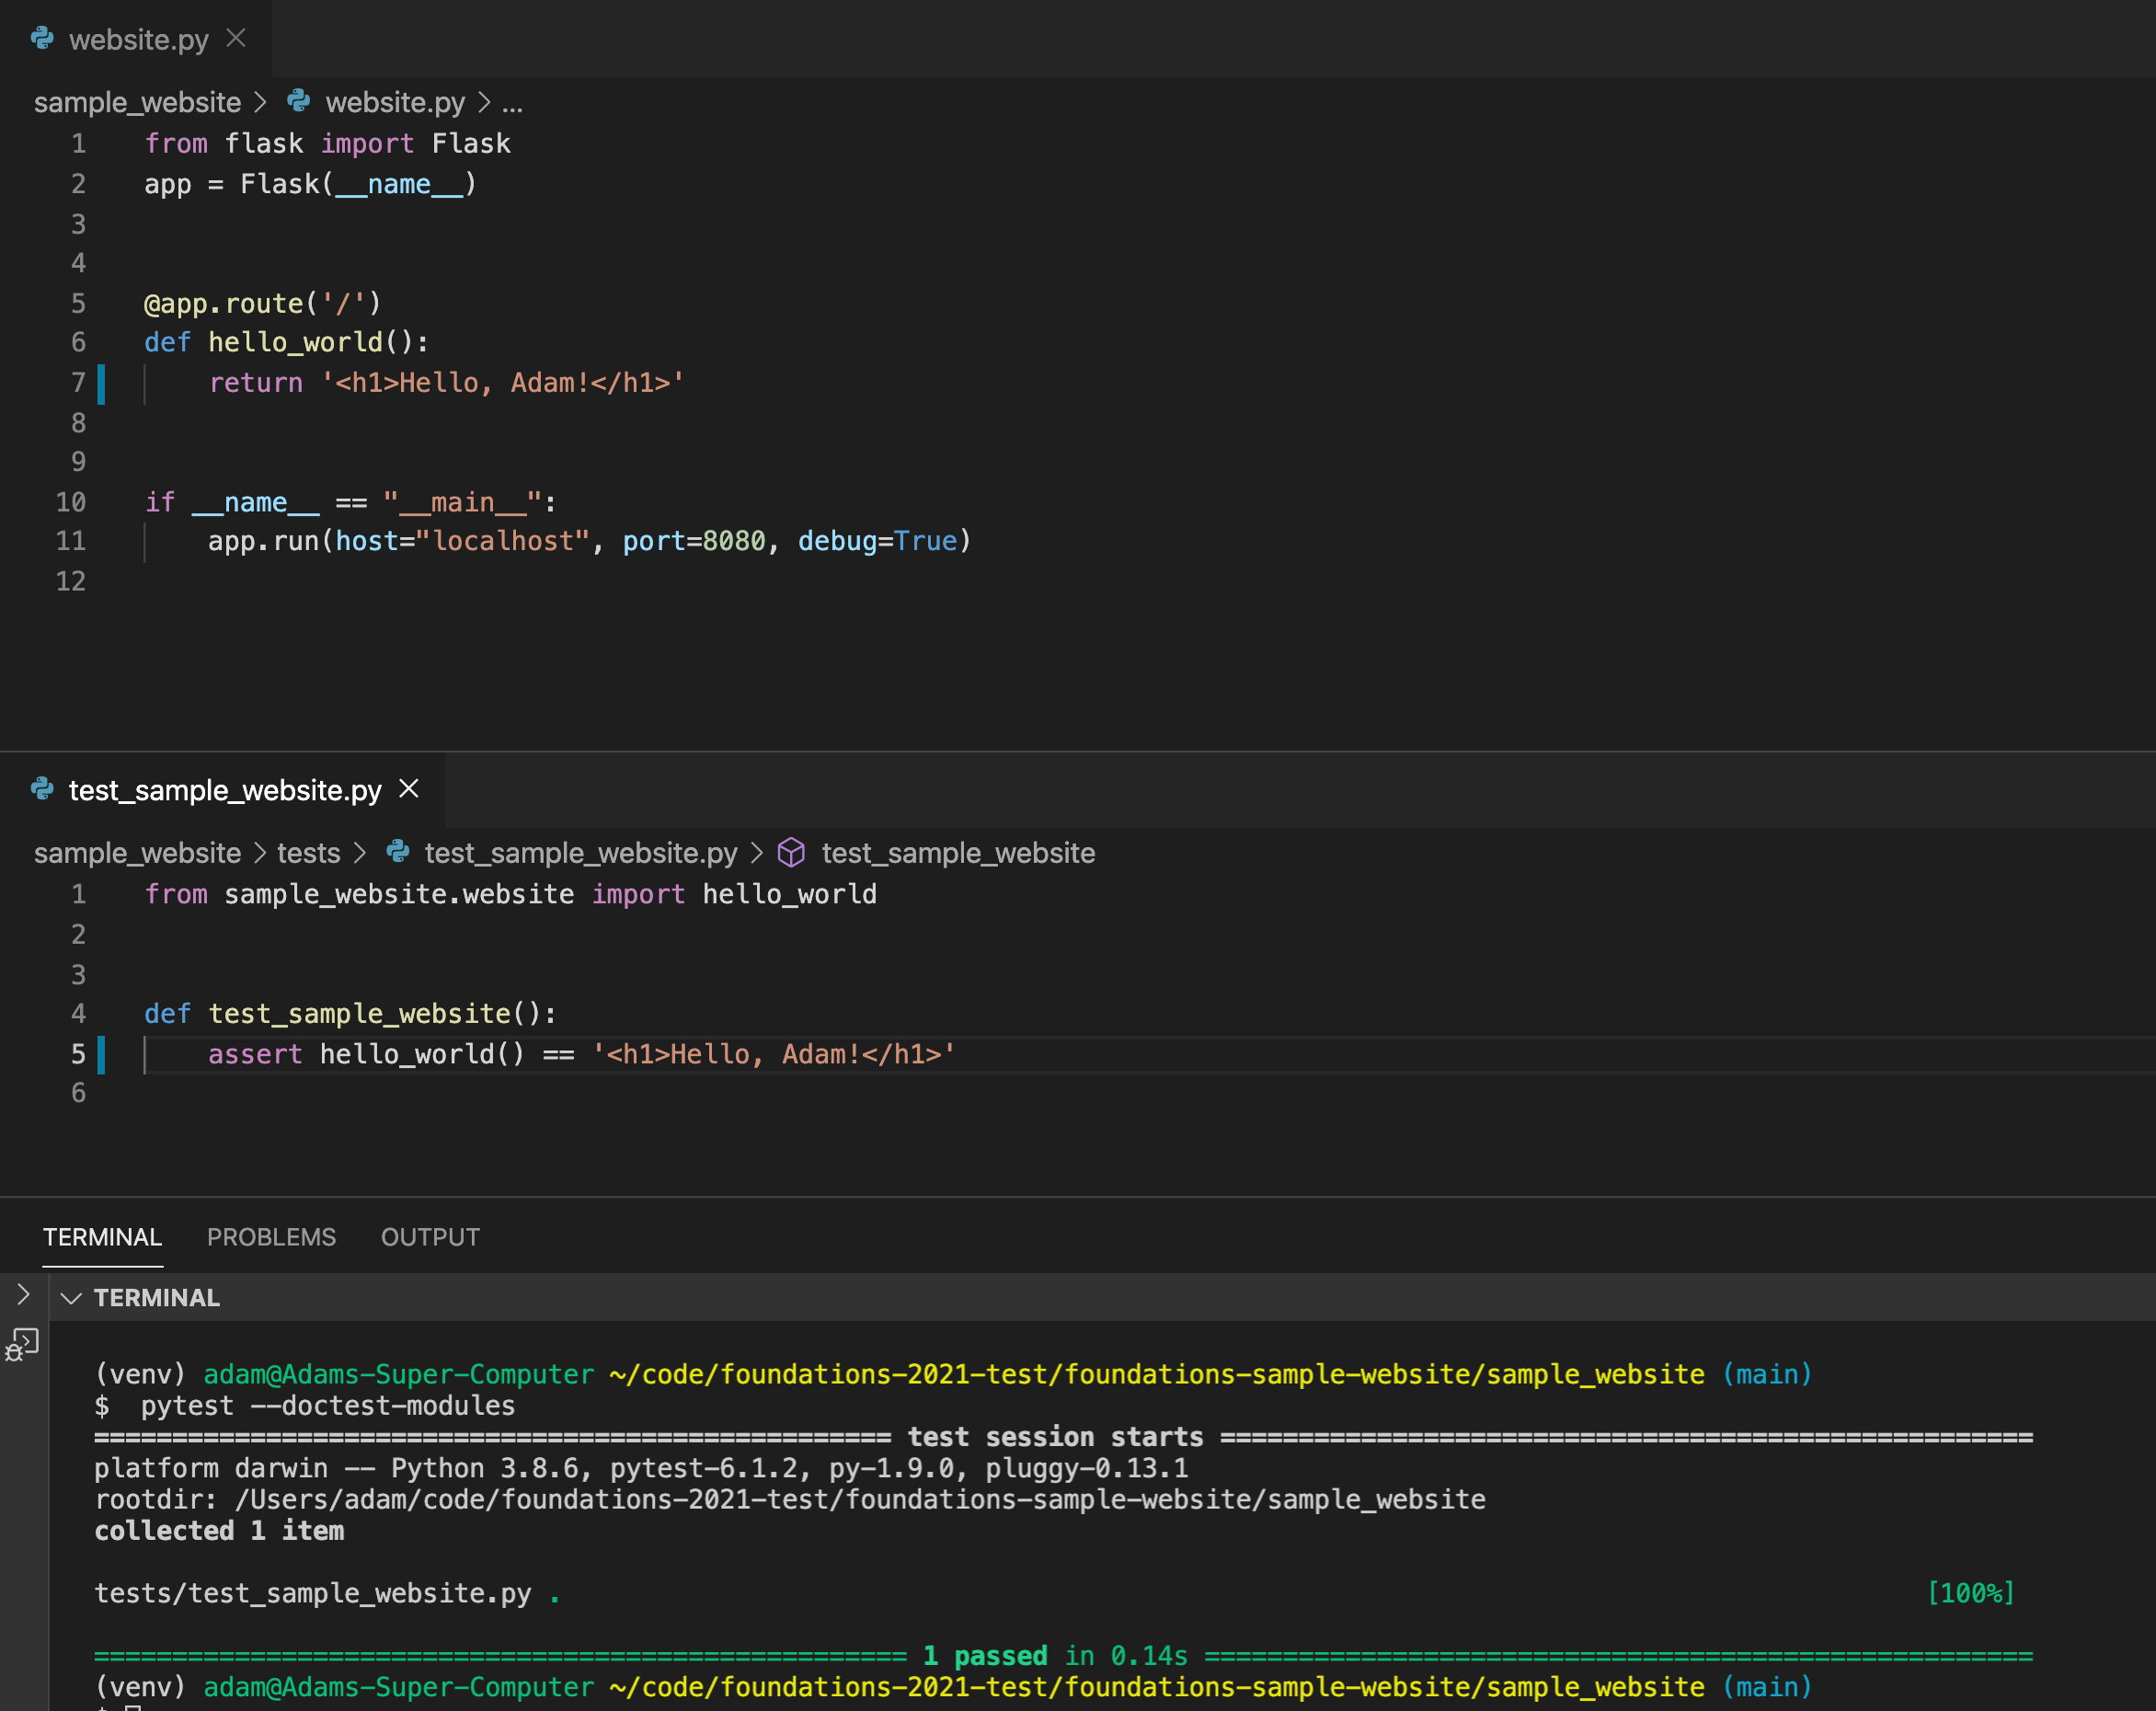 website.py
sample_website > website.py > ...
1 from flask import Flask
2 app = Flask(__name__)
3
4
5 @app.route('/')
6 def hello_world():
7     return '<h1>Hello, Adam!</h1>'
8
9
10 if __name__ == "__main__":
11     app.run(host="localhost", port=8080, debug=True)
12
test_sample_website.py
sample_website > tests > test_sample_website.py > test_sample_website
1 from sample_website.website import hello_world
2
3
4 def test_sample_website():
5     assert hello_world() == '<h1>Hello, Adam!</h1>'
6
TERMINAL PROBLEMS OUTPUT
TERMINAL
(venv) adam@Adams-Super-Computer ~/code/foundations-2021-test/foundations-sample-website/sample_website (main)
$  pytest --doctest-modules
=================================================== test session starts ====================================================
platform darwin -- Python 3.8.6, pytest-6.1.2, py-1.9.0, pluggy-0.13.1
rootdir: /Users/adam/code/foundations-2021-test/foundations-sample-website/sample_website
collected 1 item
tests/test_sample_website.py . [100%]
==================================================== 1 passed in 0.14s =====================================================
(venv) adam@Adams-Super-Computer ~/code/foundations-2021-test/foundations-sample-website/sample_website (main)